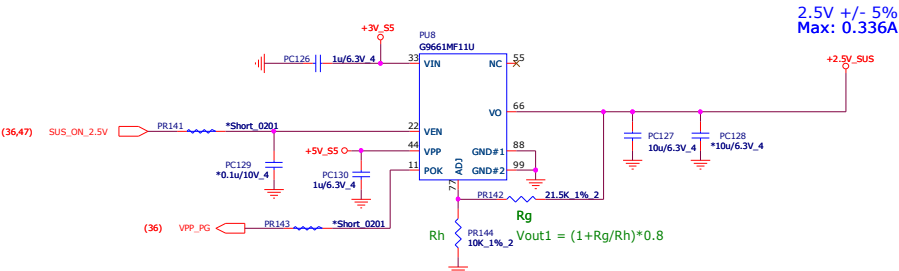 2.5V +/- 5%
Max: 0.336A
+3V_S5
PU8
G9661MF11U
+2.5V_SUS
PC126
1u/6.3V_4
33
VIN
NC
55
VO
66
(36,47)
SUS_ON_2.5V
PR141
*Short_0201
22
VEN
PC127
10u/6.3V_4
PC128
*10u/6.3V_4
+5V_S5
44
VPP
GND#1
88
PC129
*0.1u/10V_4
PC130
1u/6.3V_4
11
POK
ADJ
GND#2
99
77
PR142
21.5K_1%_2
(36)
VPP_PG
PR143
*Short_0201
Rg
Rh
PR144
10K_1%_2
Vout1 = (1+Rg/Rh)*0.8